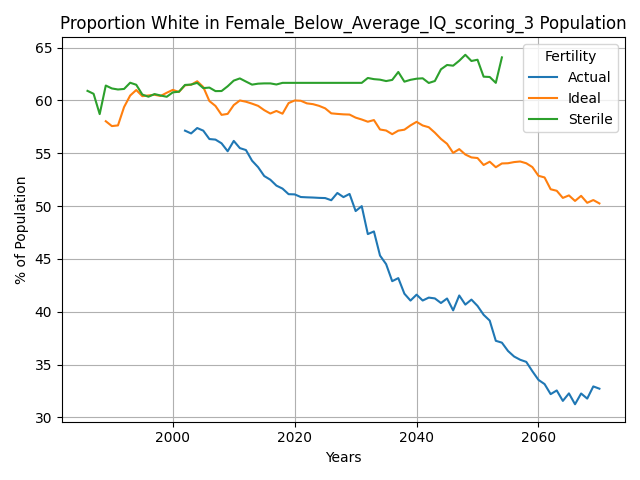 Proportion White in Female_Below_Average_IQ_scoring_3 Population
65
60
55
50
45
40
35
30
% of Population
Fertility
Actual
Ideal
Sterile
2000
2020
2040
2060
Years